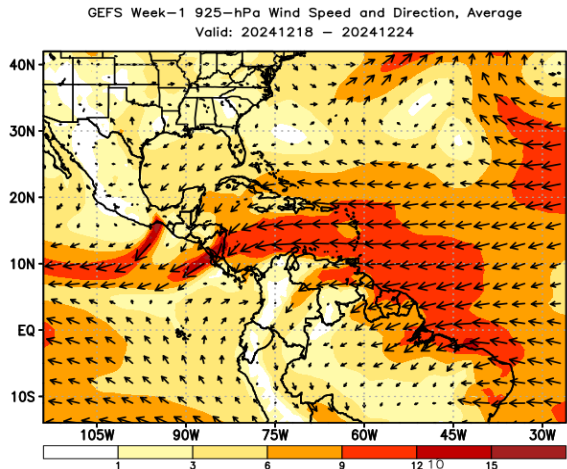 GEFS Week-1 925-hPa Wind Speed and Direction, Average
Valid: 20241218 - 20241224
40N
30N
20N
10N
EQ
10S
105W 90W 75W 60W 45W 30W
1 3 6 9 12 10 15